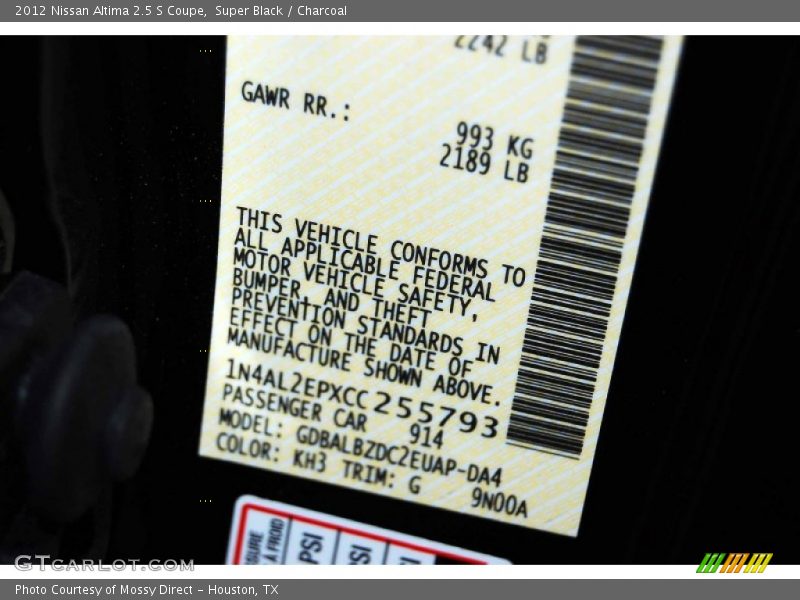 2012 Nissan Altima 2.5 S Coupe, Super Black / Charcoal
2242 LB
GAWR RR.:
993 KG
2189 LB
THIS VEHICLE CONFORMS TO
ALL APPLICABLE FEDERAL
MOTOR VEHICLE SAFETY,
BUMPER, AND THEFT
PREVENTION STANDARDS IN
EFFECT ON THE DATE OF
MANUFACTURE SHOWN ABOVE.
1N4AL2EPXCC255793
PASSENGER CAR 914
MODEL: GDBALBZDC2EUAP-DA4
COLOR: KH3 TRIM: G 9N00A
À FROID
PSI
GTCARLOT.COM
Photo Courtesy of Mossy Direct - Houston, TX